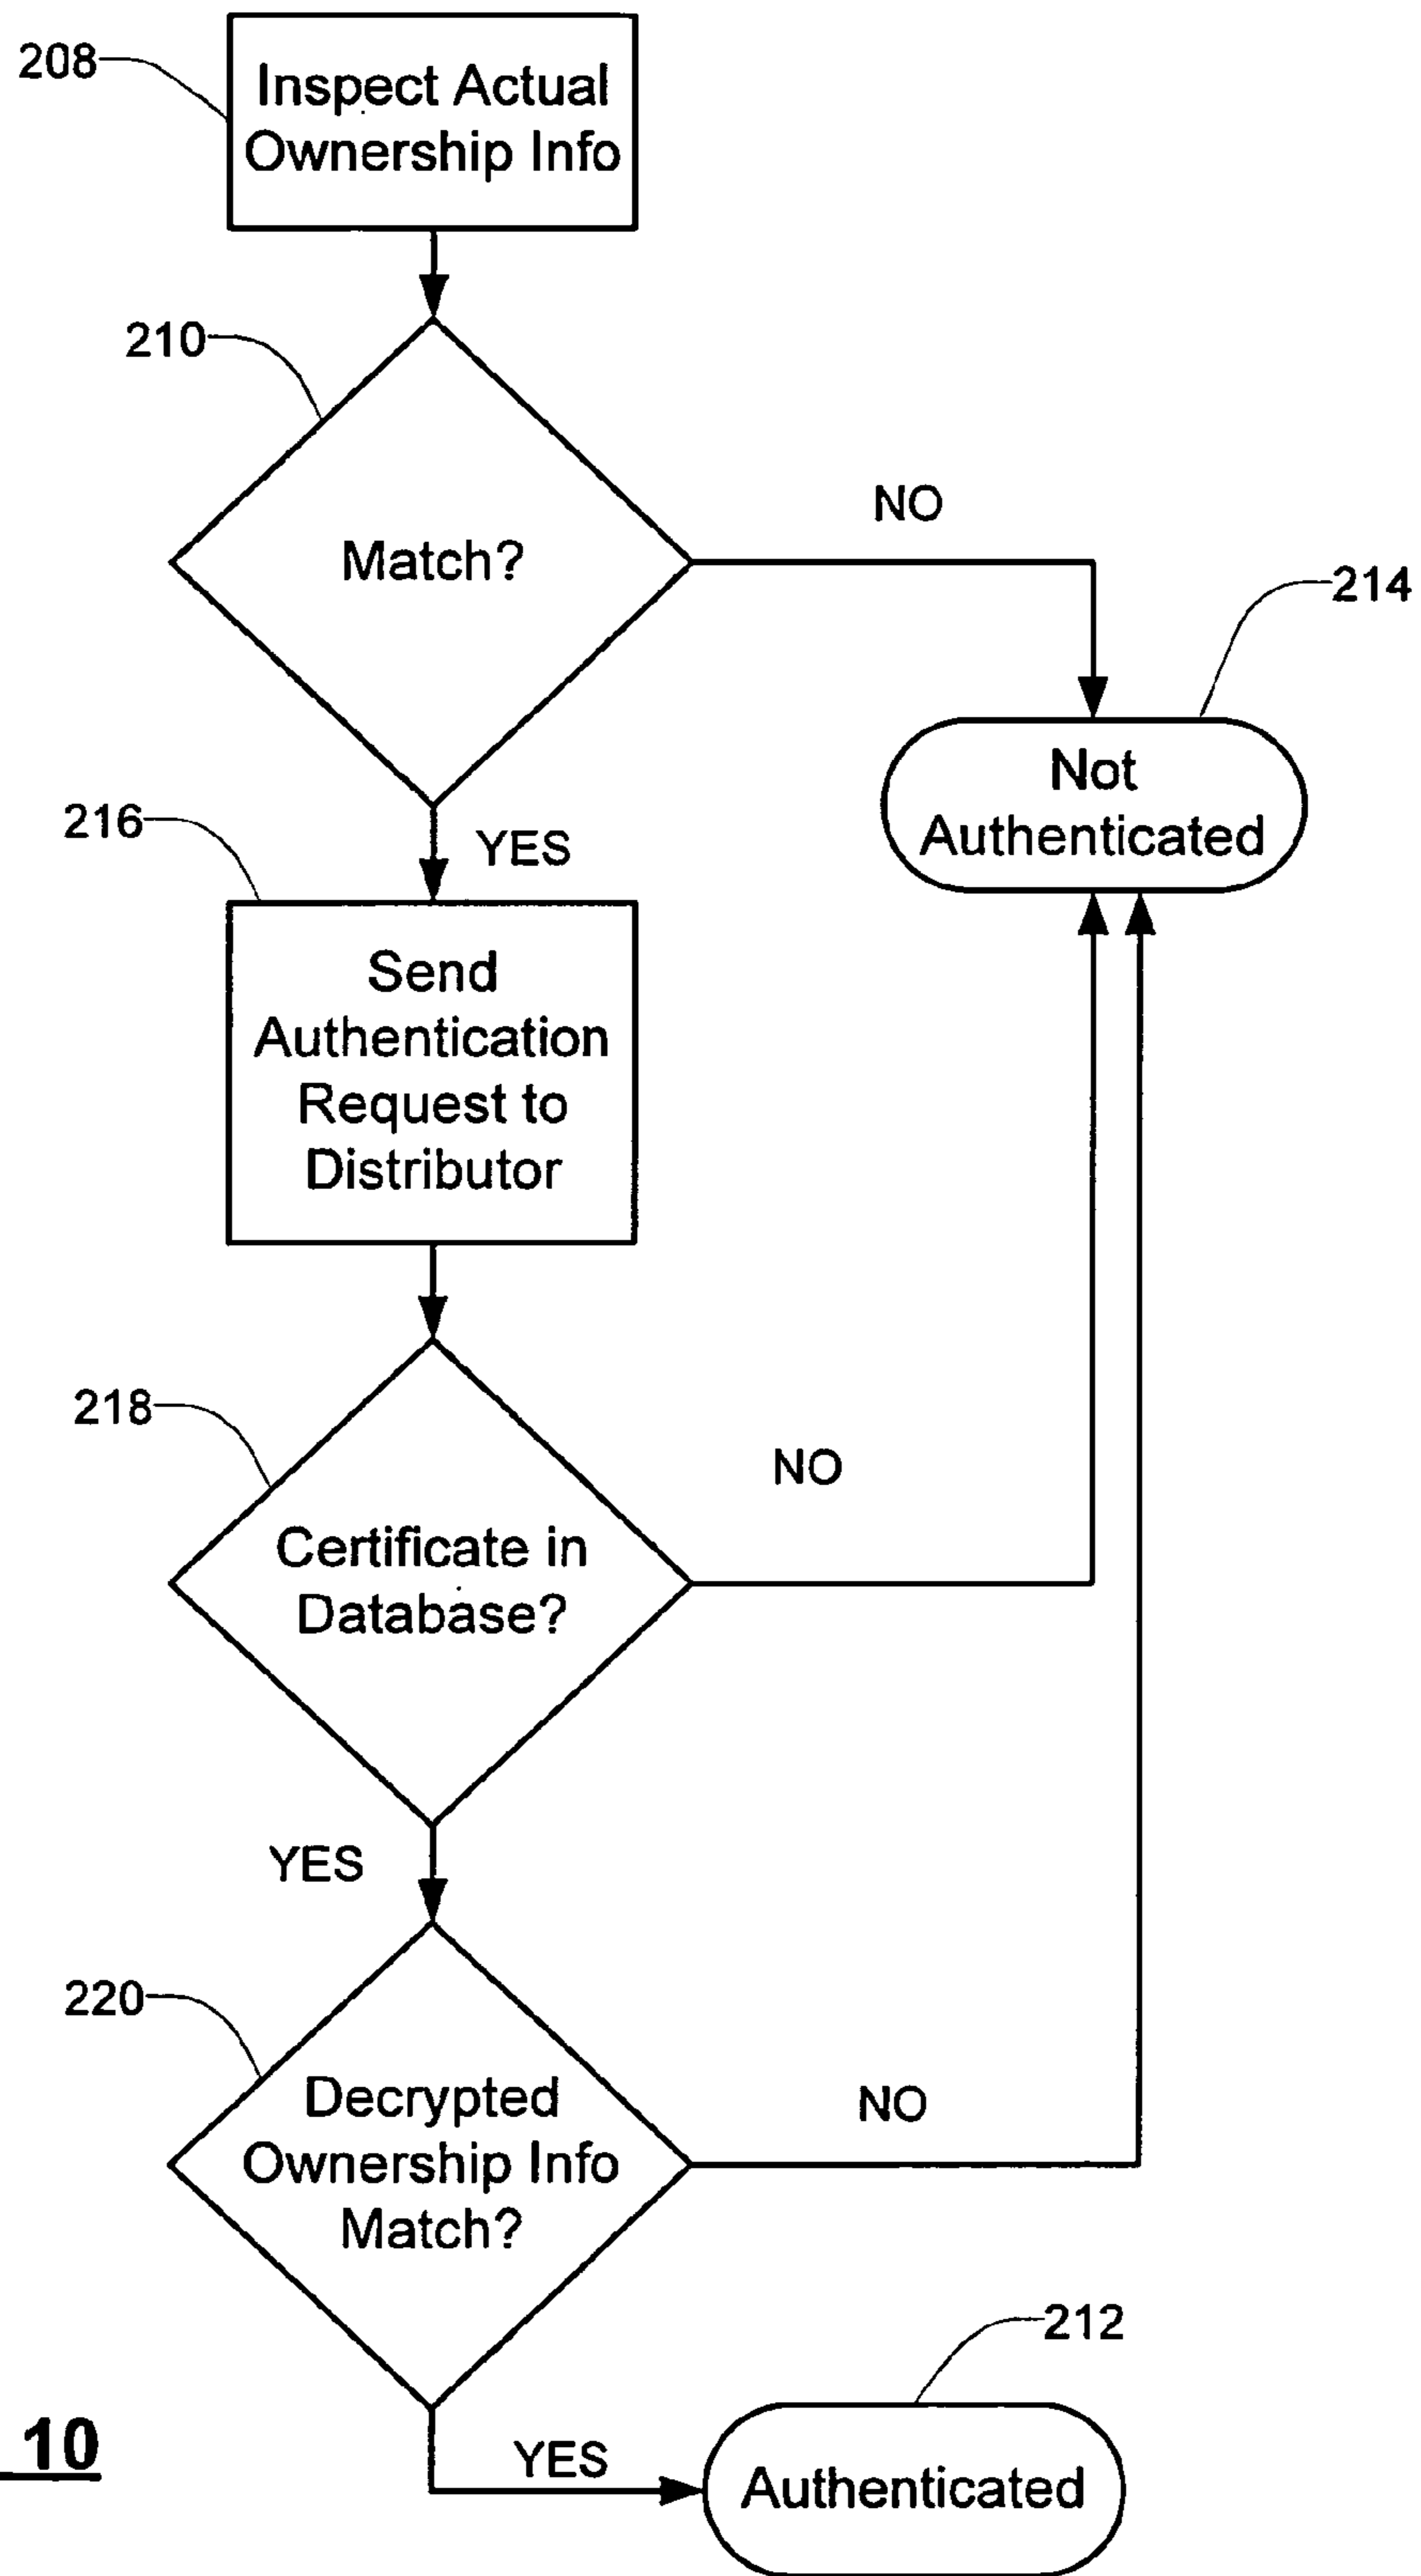 208
Inspect Actual
Ownership Info
210
Match?
NO
214
Not
Authenticated
216
YES
Send
Authentication
Request to
Distributor
218
NO
Certificate in
Database?
YES
220
Decrypted
Ownership Info
Match?
NO
212
YES
Authenticated
10